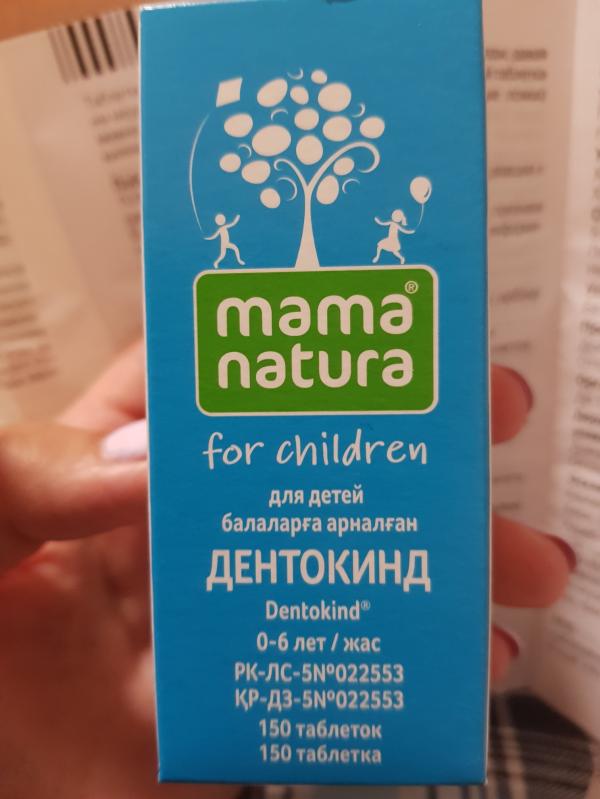 mama®
natura
for children
для детей
балаларға арналған
ДЕНТОКИНД
Dentokind®
0-6 лет / жас
РК-ЛС-5№022553
ҚР-ДЗ-5№022553
150 таблеток
150 таблетка